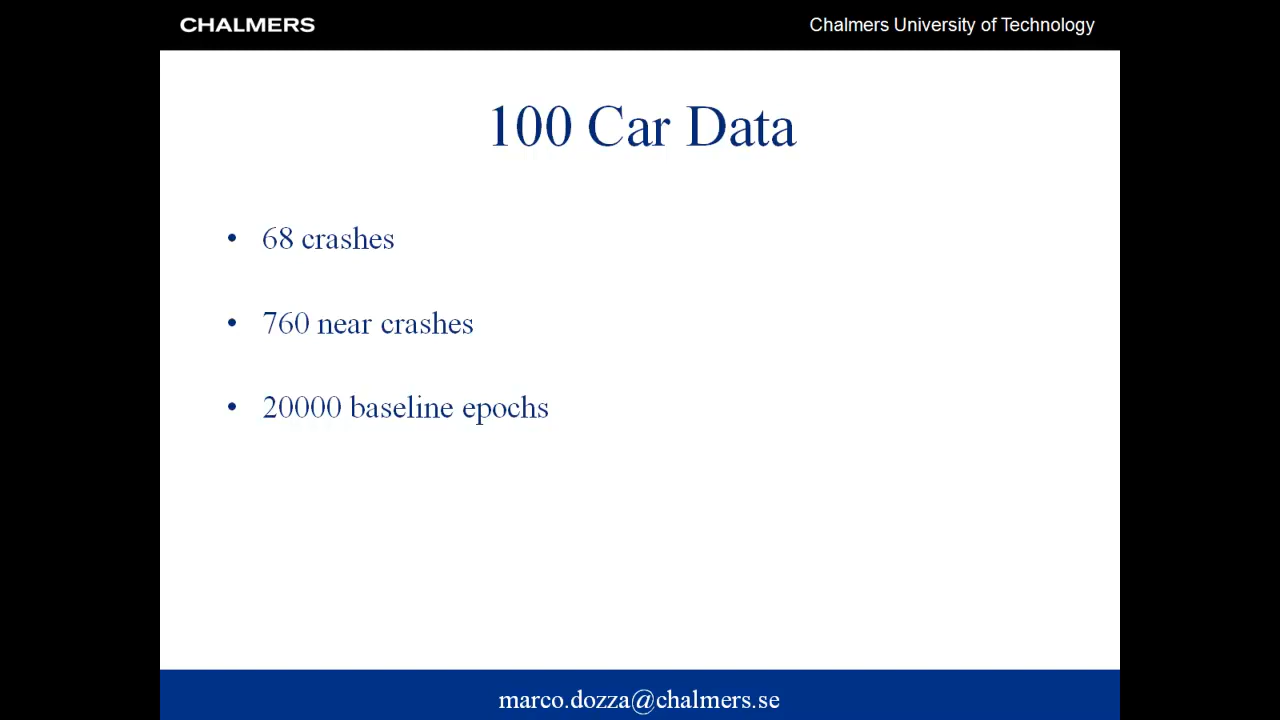 CHALMERS
Chalmers University of Technology
100 Car Data
• 68 crashes
• 760 near crashes
• 20000 baseline epochs
marco.dozza@chalmers.se